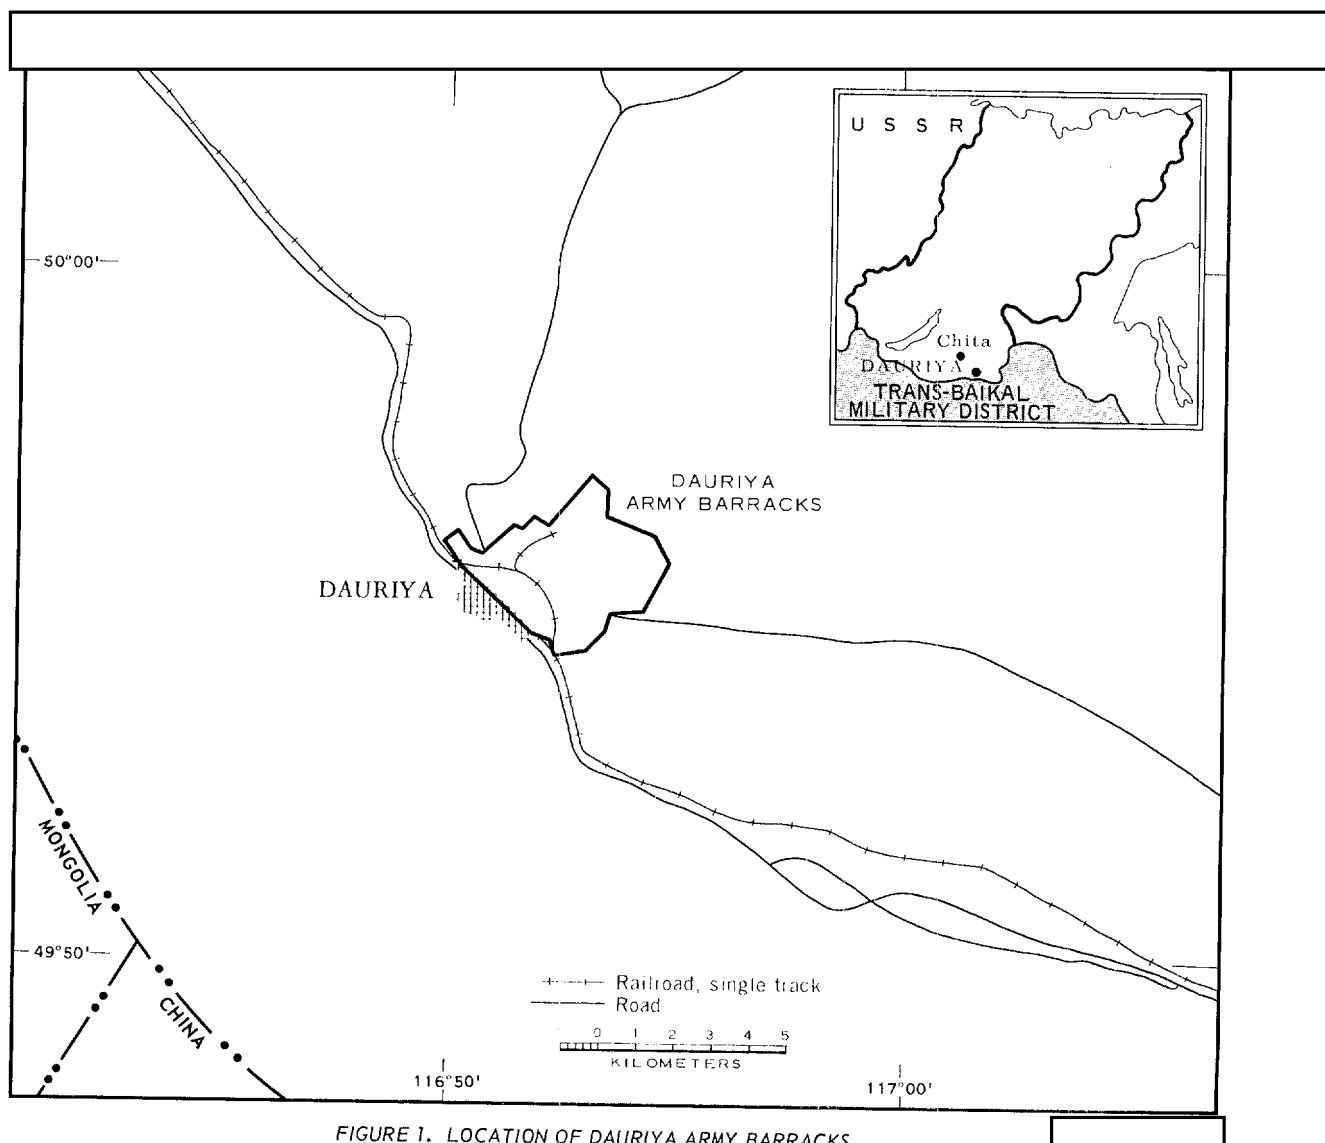 U S S R
50°00'
Chita
DAURIYA
TRANS-BAIKAL
MILITARY DISTRICT
DAURIYA
ARMY BARRACKS
DAURIYA
MONGOLIA
49°50'
CHINA
Railroad, single track
Road
0 1 2 3 4 5
KILOMETERS
116°50'
117°00'
FIGURE 1. LOCATION OF DAURIYA ARMY BARRACKS